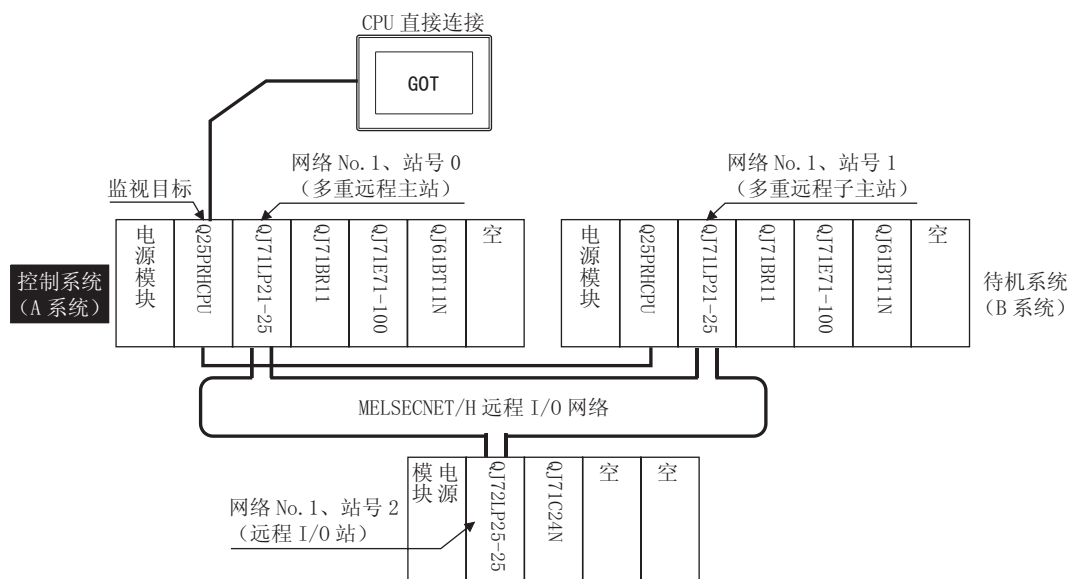 CPU 直接连接
GOT
网络 No.1、站号 0
（多重远程主站）
网络 No.1、站号 1
（多重远程子主站）
监视目标
控制系统
（A 系统）
电源模块
Q25PRHCPU
QJ71LP21-25
QJ71BR11
QJ71E71-100
QJ61BT11N
空
电源模块
Q25PRHCPU
QJ71LP21-25
QJ71BR11
QJ71E71-100
QJ61BT11N
空
待机系统
（B 系统）
MELSECNET/H 远程 I/O 网络
网络 No.1、站号 2
（远程 I/O 站）
电源
模块
QJ72LP25-25
QJ71C24N
空
空